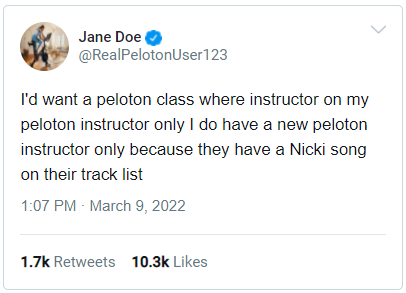 Jane Doe
@RealPelotonUser123
I'd want a peloton class where instructor on my
peloton instructor only I do have a new peloton
instructor only because they have a Nicki song
on their track list
1:07 PM · March 9, 2022
1.7k Retweets 10.3k Likes